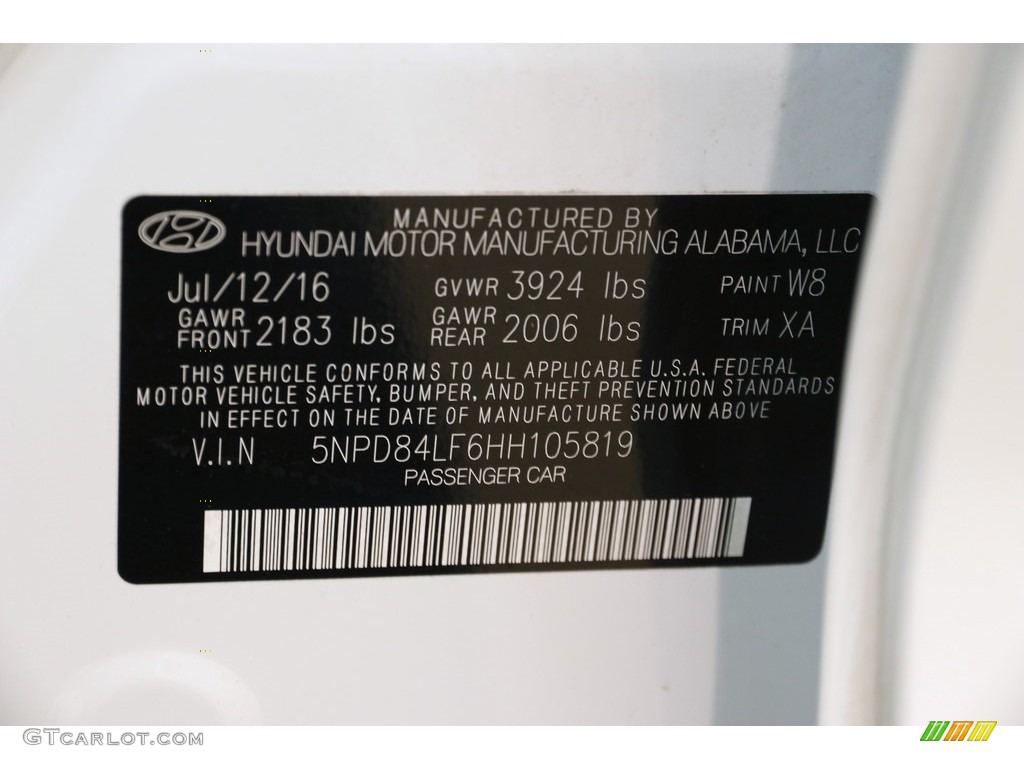 MANUFACTURED BY
HYUNDAI MOTOR MANUFACTURING ALABAMA, LLC
Jul/12/16 GVWR 3924 lbs PAINT W8
GAWR FRONT 2183 lbs GAWR REAR 2006 lbs TRIM XA
THIS VEHICLE CONFORMS TO ALL APPLICABLE U.S.A. FEDERAL
MOTOR VEHICLE SAFETY, BUMPER, AND THEFT PREVENTION STANDARDS
IN EFFECT ON THE DATE OF MANUFACTURE SHOWN ABOVE
V.I.N 5NPD84LF6HH105819
PASSENGER CAR
GTcarlot.com